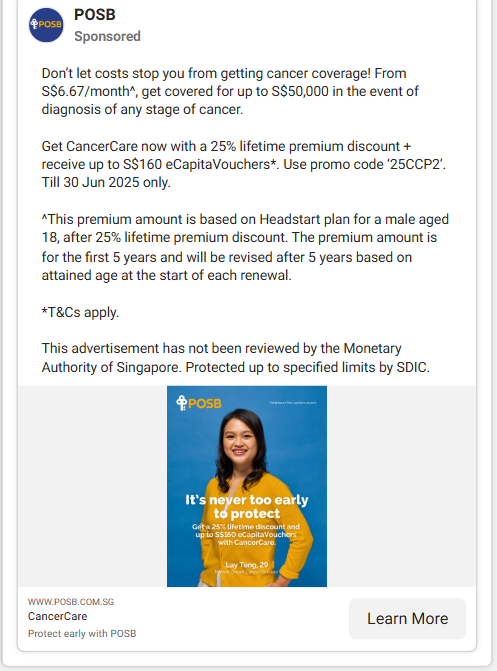 POSB
POSB
Sponsored
Don't let costs stop you from getting cancer coverage! From
S$6.67/month^, get covered for up to S$50,000 in the event of
diagnosis of any stage of cancer.
Get CancerCare now with a 25% lifetime premium discount +
receive up to S$160 eCapitaVouchers*. Use promo code '25CCP2'.
Till 30 Jun 2025 only.
^This premium amount is based on Headstart plan for a male aged
18, after 25% lifetime premium discount. The premium amount is
for the first 5 years and will be revised after 5 years based on
attained age at the start of each renewal.
*T&Cs apply.
This advertisement has not been reviewed by the Monetary
Authority of Singapore. Protected up to specified limits by SDIC.
POSB
It's never too early
to protect
Get a 25% lifetime discount and
up to S$160 eCapitaVouchers
with CancerCare.
Lay Teng, 29
WWW.POSB.COM.SG
CancerCare
Protect early with POSB
Learn More